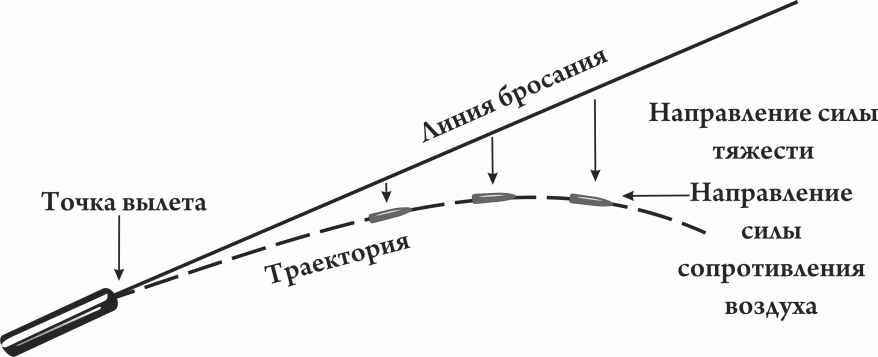 Линия бросания
Направление силы
тяжести
Точка вылета
Направление
силы
сопротивления
воздуха
Траектория